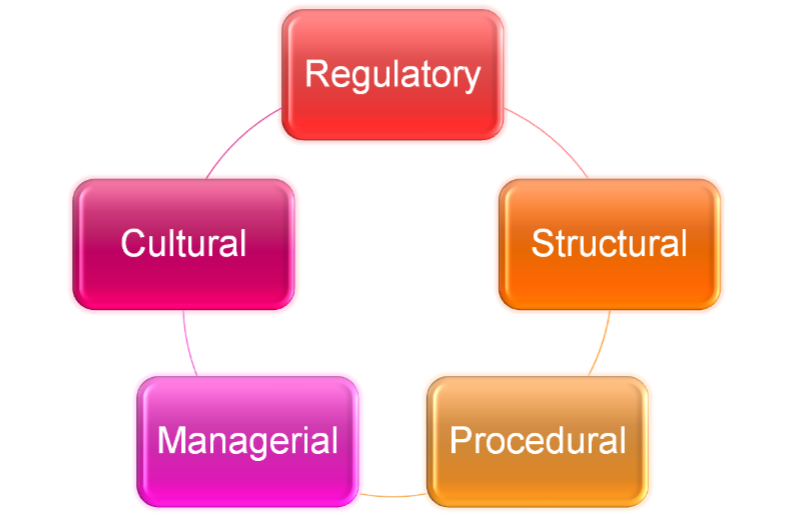 Regulatory
Structural
Procedural
Managerial
Cultural